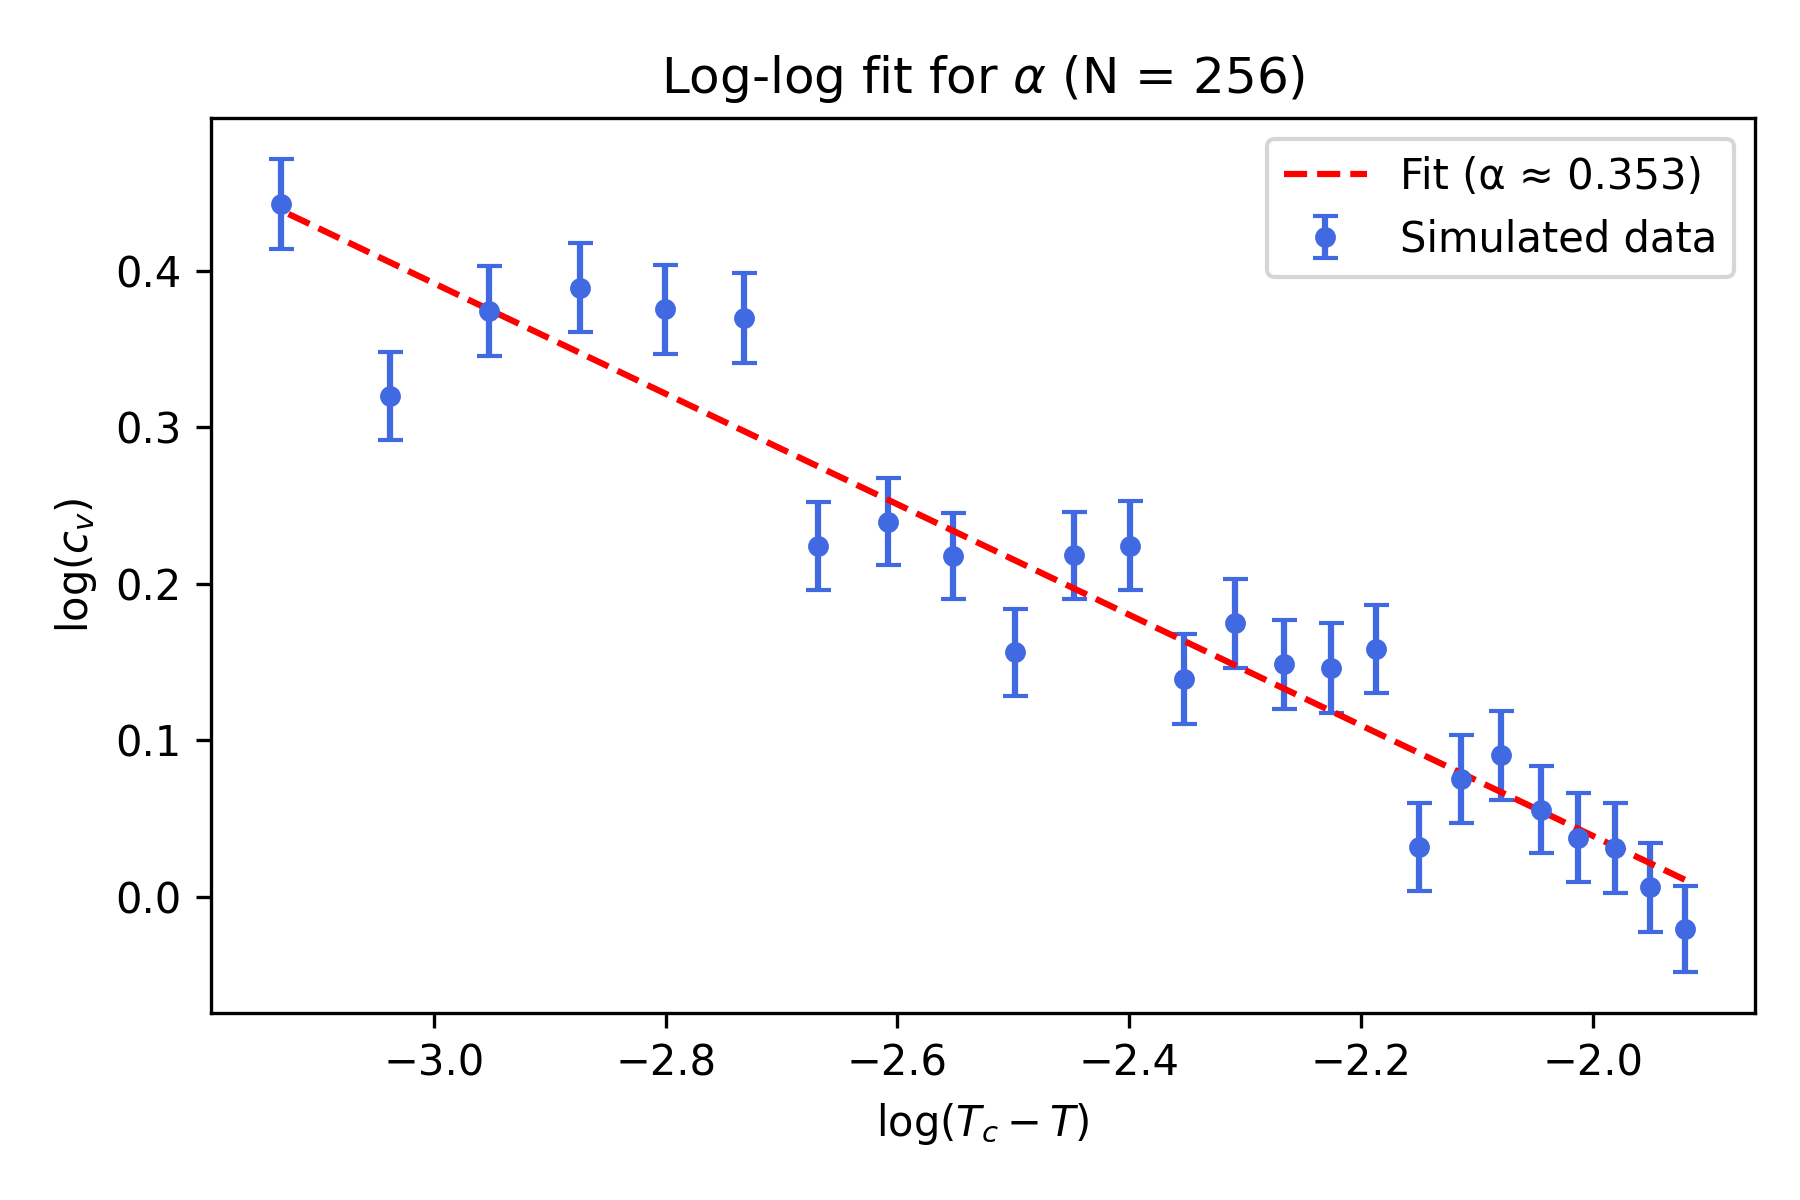 Log-log fit for α (N = 256)
Fit (α ≈ 0.353)
Simulated data
0.4
0.3
0.2
0.1
0.0
log(c_v)
−3.0
−2.8
−2.6
−2.4
−2.2
−2.0
log(T_c − T)